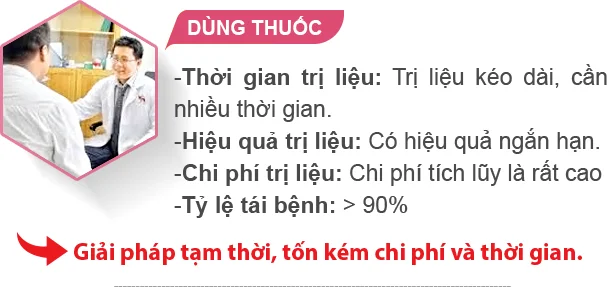 DÙNG THUỐC
-Thời gian trị liệu: Trị liệu kéo dài, cần
nhiều thời gian.
-Hiệu quả trị liệu: Có hiệu quả ngắn hạn.
-Chi phí trị liệu: Chi phí tích lũy là rất cao
-Tỷ lệ tái bệnh: > 90%
Giải pháp tạm thời, tốn kém chi phí và thời gian.